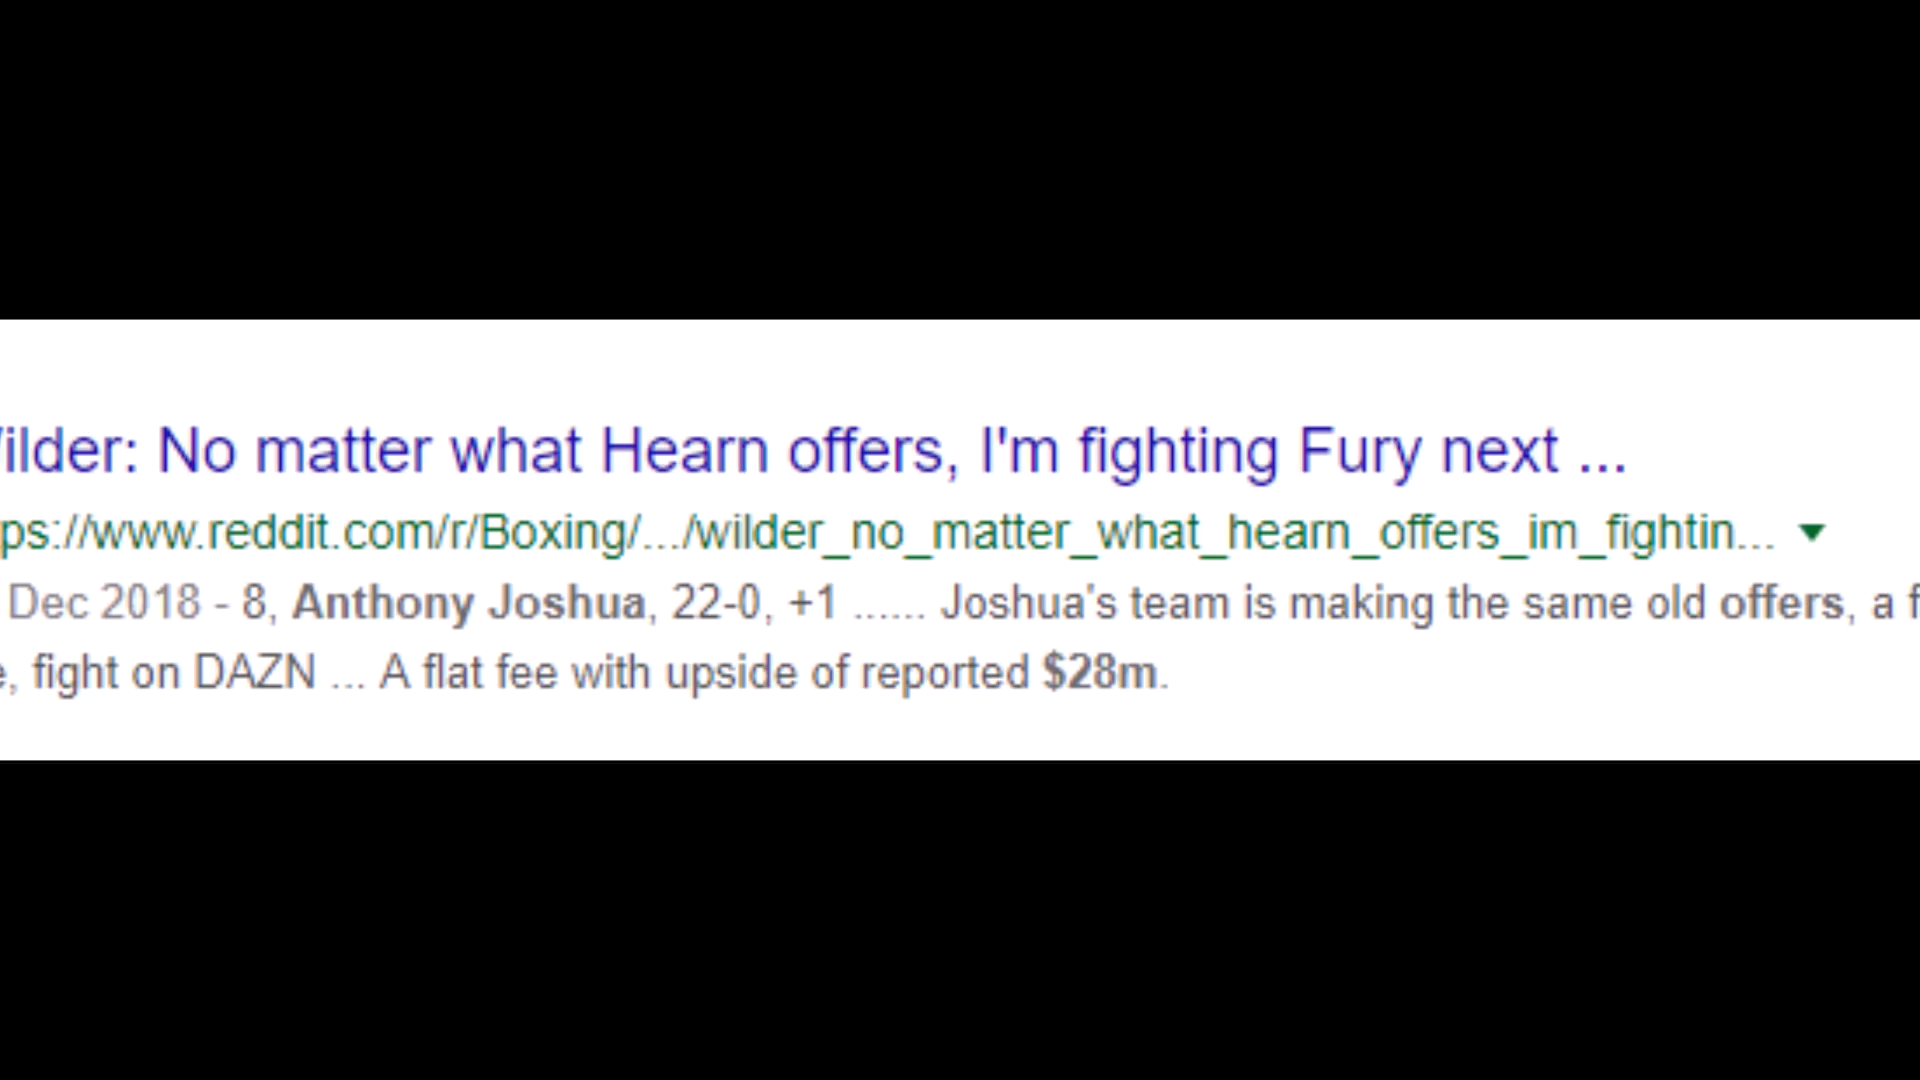 ilder: No matter what Hearn offers, I'm fighting Fury next ...
ps://www.reddit.com/r/Boxing/.../wilder_no_matter_what_hearn_offers_im_fightin...
Dec 2018 - 8, Anthony Joshua, 22-0, +1 ...... Joshua's team is making the same old offers, a f
e, fight on DAZN ... A flat fee with upside of reported $28m.